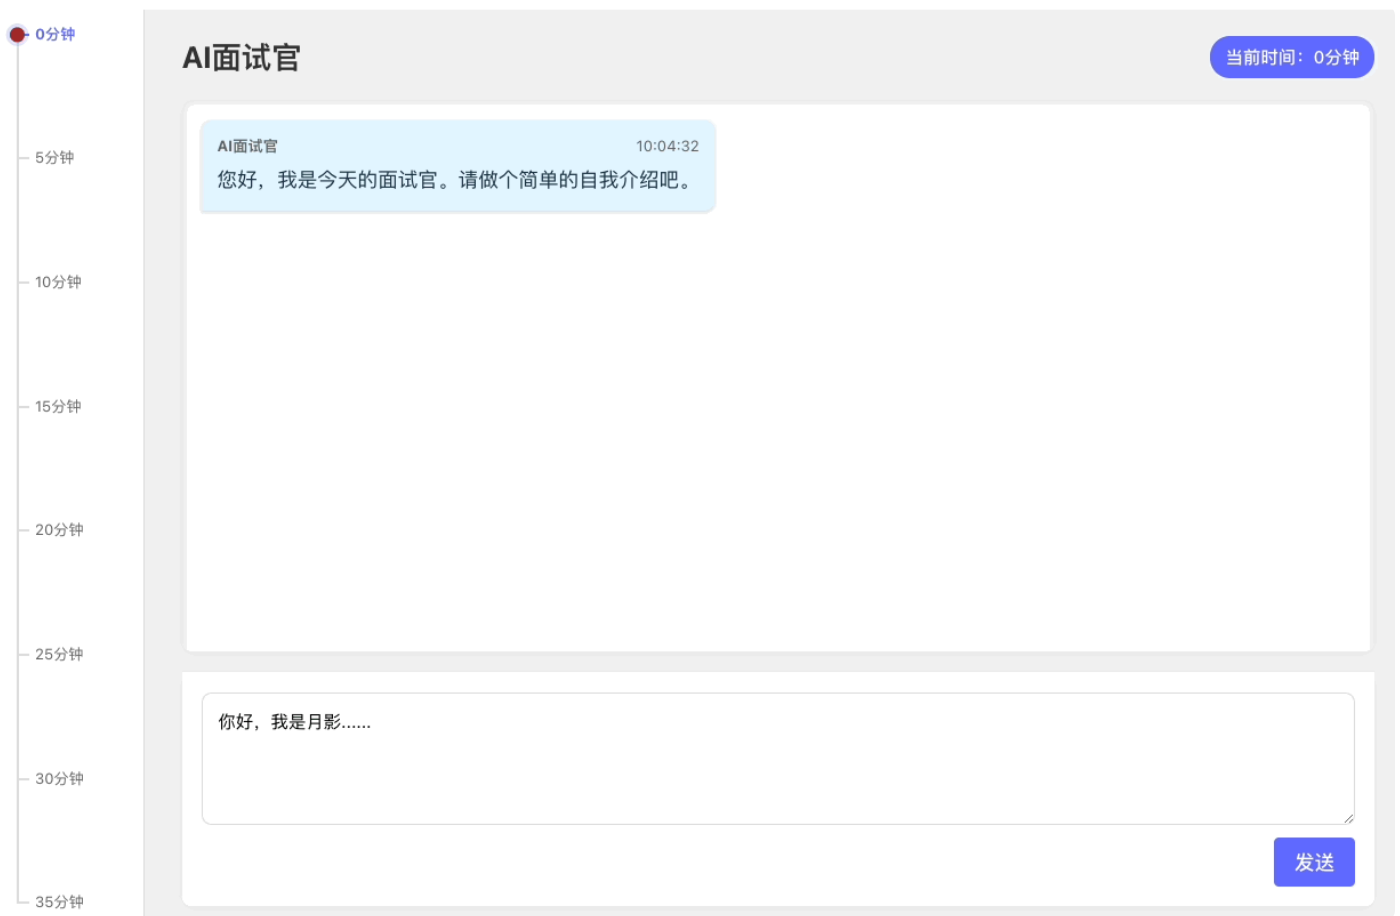 0分钟
5分钟
10分钟
15分钟
20分钟
25分钟
30分钟
35分钟
AI面试官
当前时间：0分钟
AI面试官 10:04:32
您好，我是今天的面试官。请做个简单的自我介绍吧。
你好，我是月影......
发送